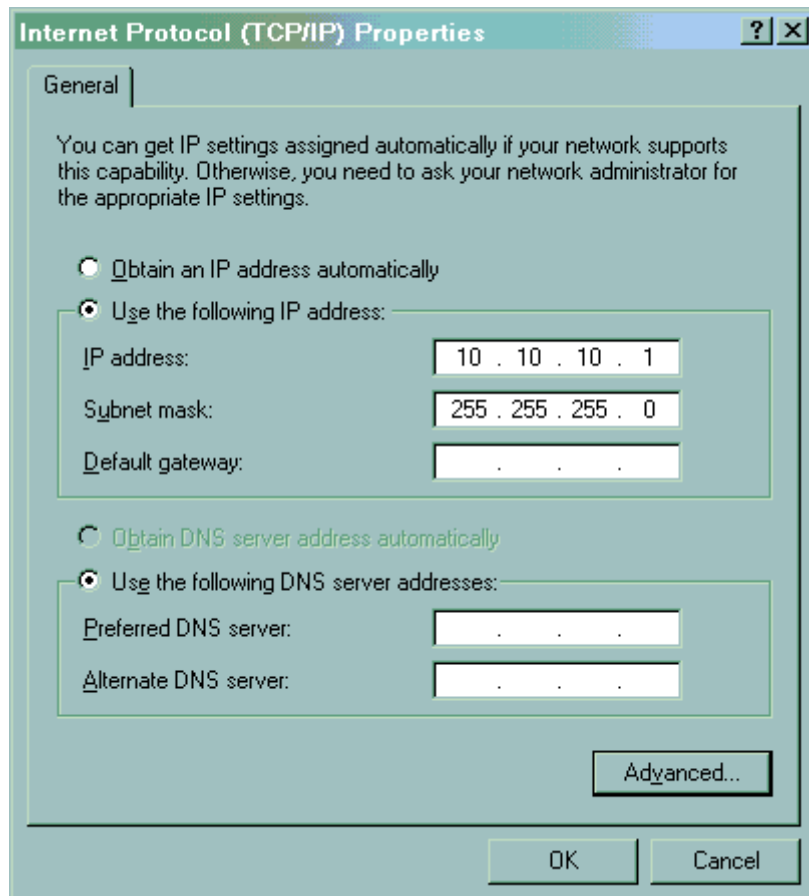 Internet Protocol (TCP/IP) Properties
General
You can get IP settings assigned automatically if your network supports
this capability. Otherwise, you need to ask your network administrator for
the appropriate IP settings.
Obtain an IP address automatically
Use the following IP address:
IP address: 10 . 10 . 10 . 1
Subnet mask: 255 . 255 . 255 . 0
Default gateway: . . .
Obtain DNS server address automatically
Use the following DNS server addresses:
Preferred DNS server: . . .
Alternate DNS server: . . .
Advanced...
OK Cancel